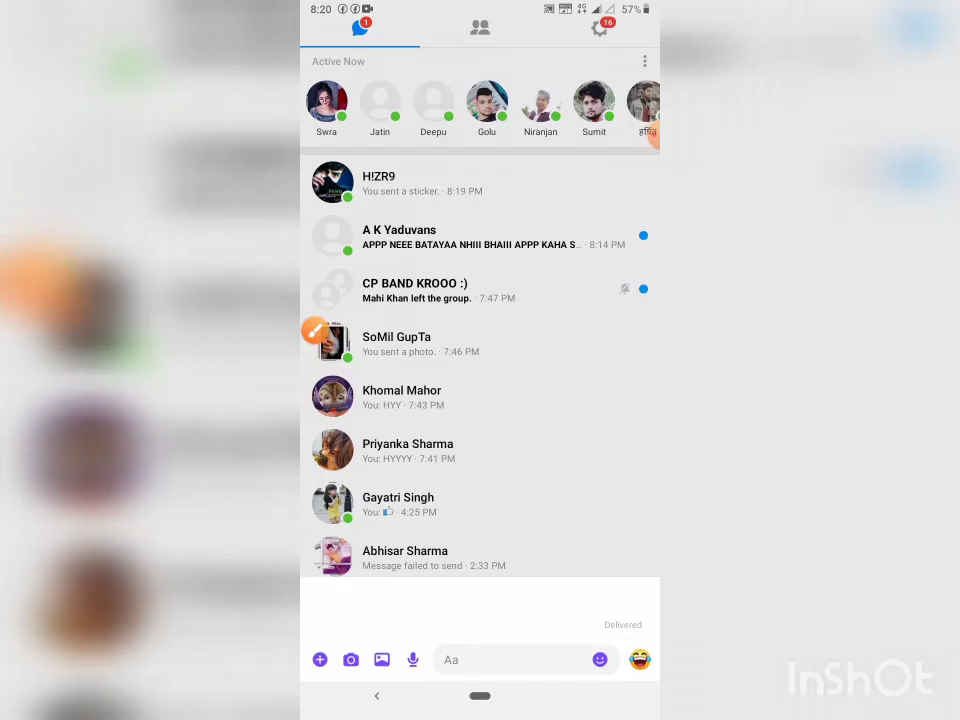 8:20 57%
1
16
Active Now
Swra Jatin Deepu Golu Niranjan Sumit हर्षित
H!ZR9
You sent a sticker. · 8:19 PM
A K Yaduvans
APPP NEEE BATAYAA NHIII BHAIII APPP KAHA S... · 8:14 PM
CP BAND KROOO :)
Mahi Khan left the group. · 7:47 PM
SoMil GupTa
You sent a photo. · 7:46 PM
Khomal Mahor
You: HYY · 7:43 PM
Priyanka Sharma
You: HYYYY · 7:41 PM
Gayatri Singh
You: 👍 · 4:25 PM
Abhisar Sharma
Message failed to send · 2:33 PM
Delivered
Aa
InShOt